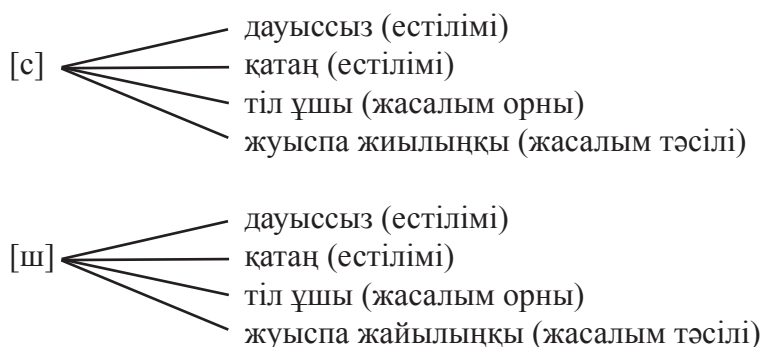 дауыссыз (естілімі)
[с] қатаң (естілімі)
тіл ұшы (жасалым орны)
жуыспа жиылыңқы (жасалым тәсілі)
дауыссыз (естілімі)
[ш] қатаң (естілімі)
тіл ұшы (жасалым орны)
жуыспа жайылыңқы (жасалым тәсілі)